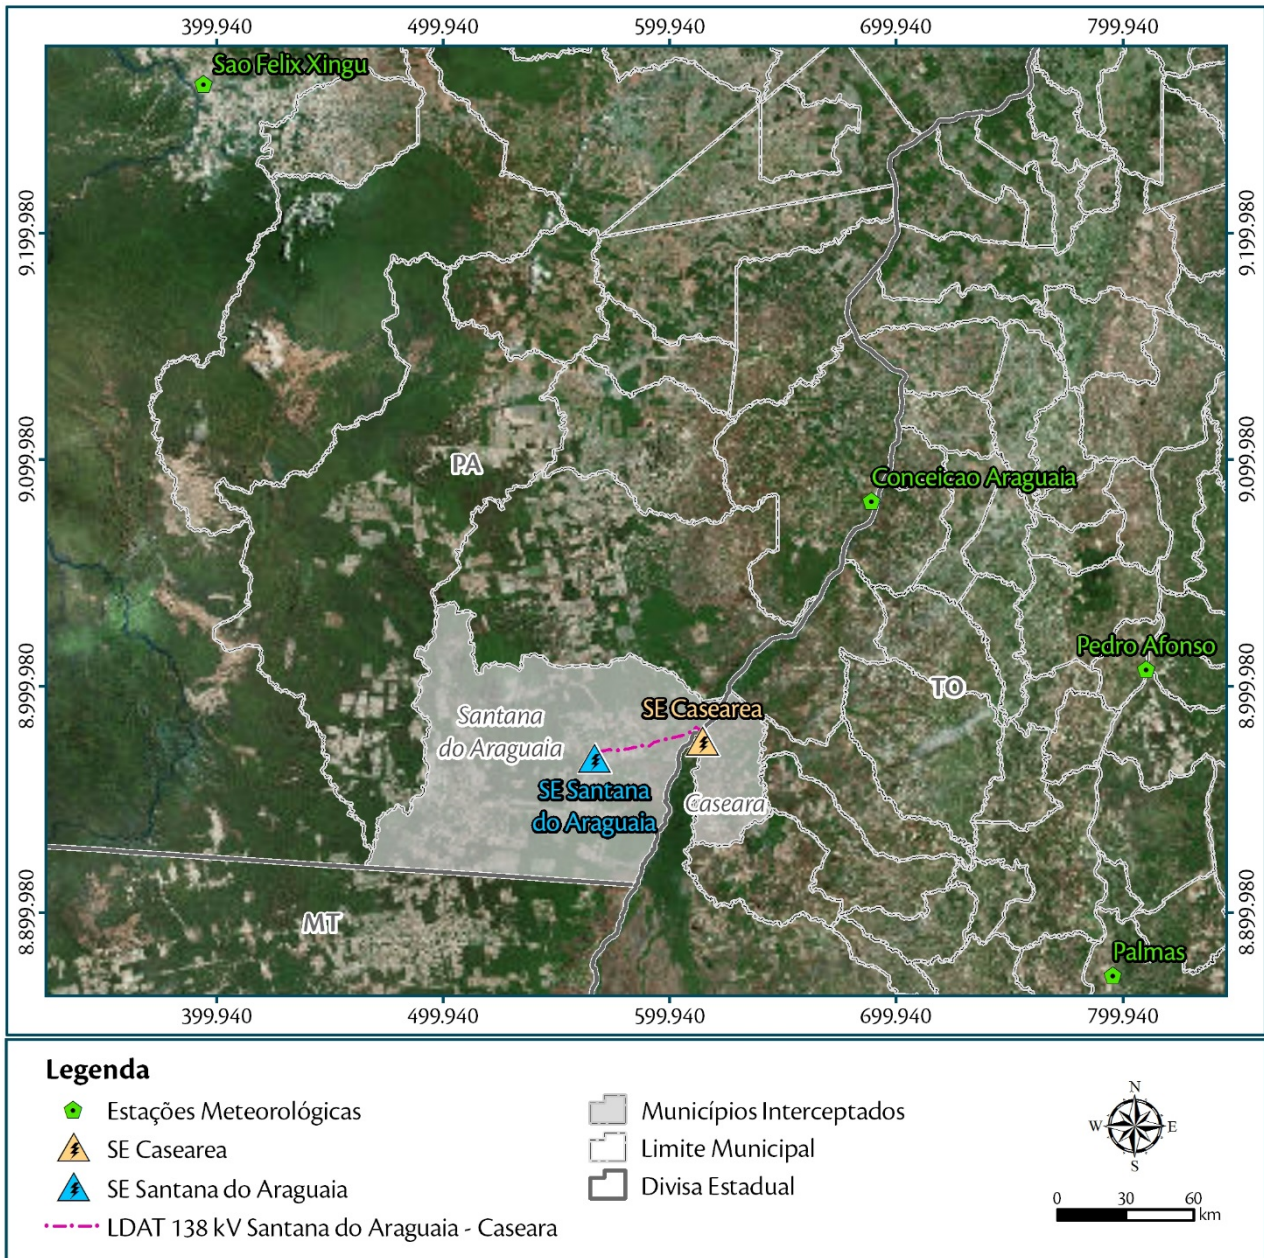 399.940 499.940 599.940 699.940 799.940
Sao Felix Xingu
9.199.980 9.199.980
9.099.980 9.099.980
PA
Conceicao Araguaia
Pedro Afonso
8.999.980 8.999.980
TO
SE Casearea
Santana
do Araguaia
SE Santana
do Araguaia
Caseara
8.899.980 8.899.980
MT
Palmas
399.940 499.940 599.940 699.940 799.940
Legenda
Estações Meteorológicas
SE Casearea
SE Santana do Araguaia
LDAT 138 kV Santana do Araguaia - Caseara
Municípios Interceptados
Limite Municipal
Divisa Estadual
N
W E
S
0 30 60
km